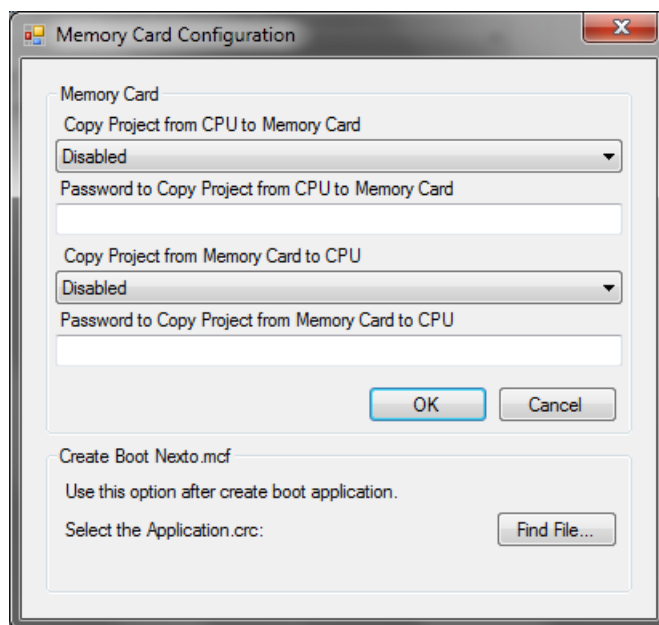 Memory Card Configuration
Memory Card
Copy Project from CPU to Memory Card
Disabled
Password to Copy Project from CPU to Memory Card
Copy Project from Memory Card to CPU
Disabled
Password to Copy Project from Memory Card to CPU
OK Cancel
Create Boot Nexto.mcf
Use this option after create boot application.
Select the Application.crc: Find File...